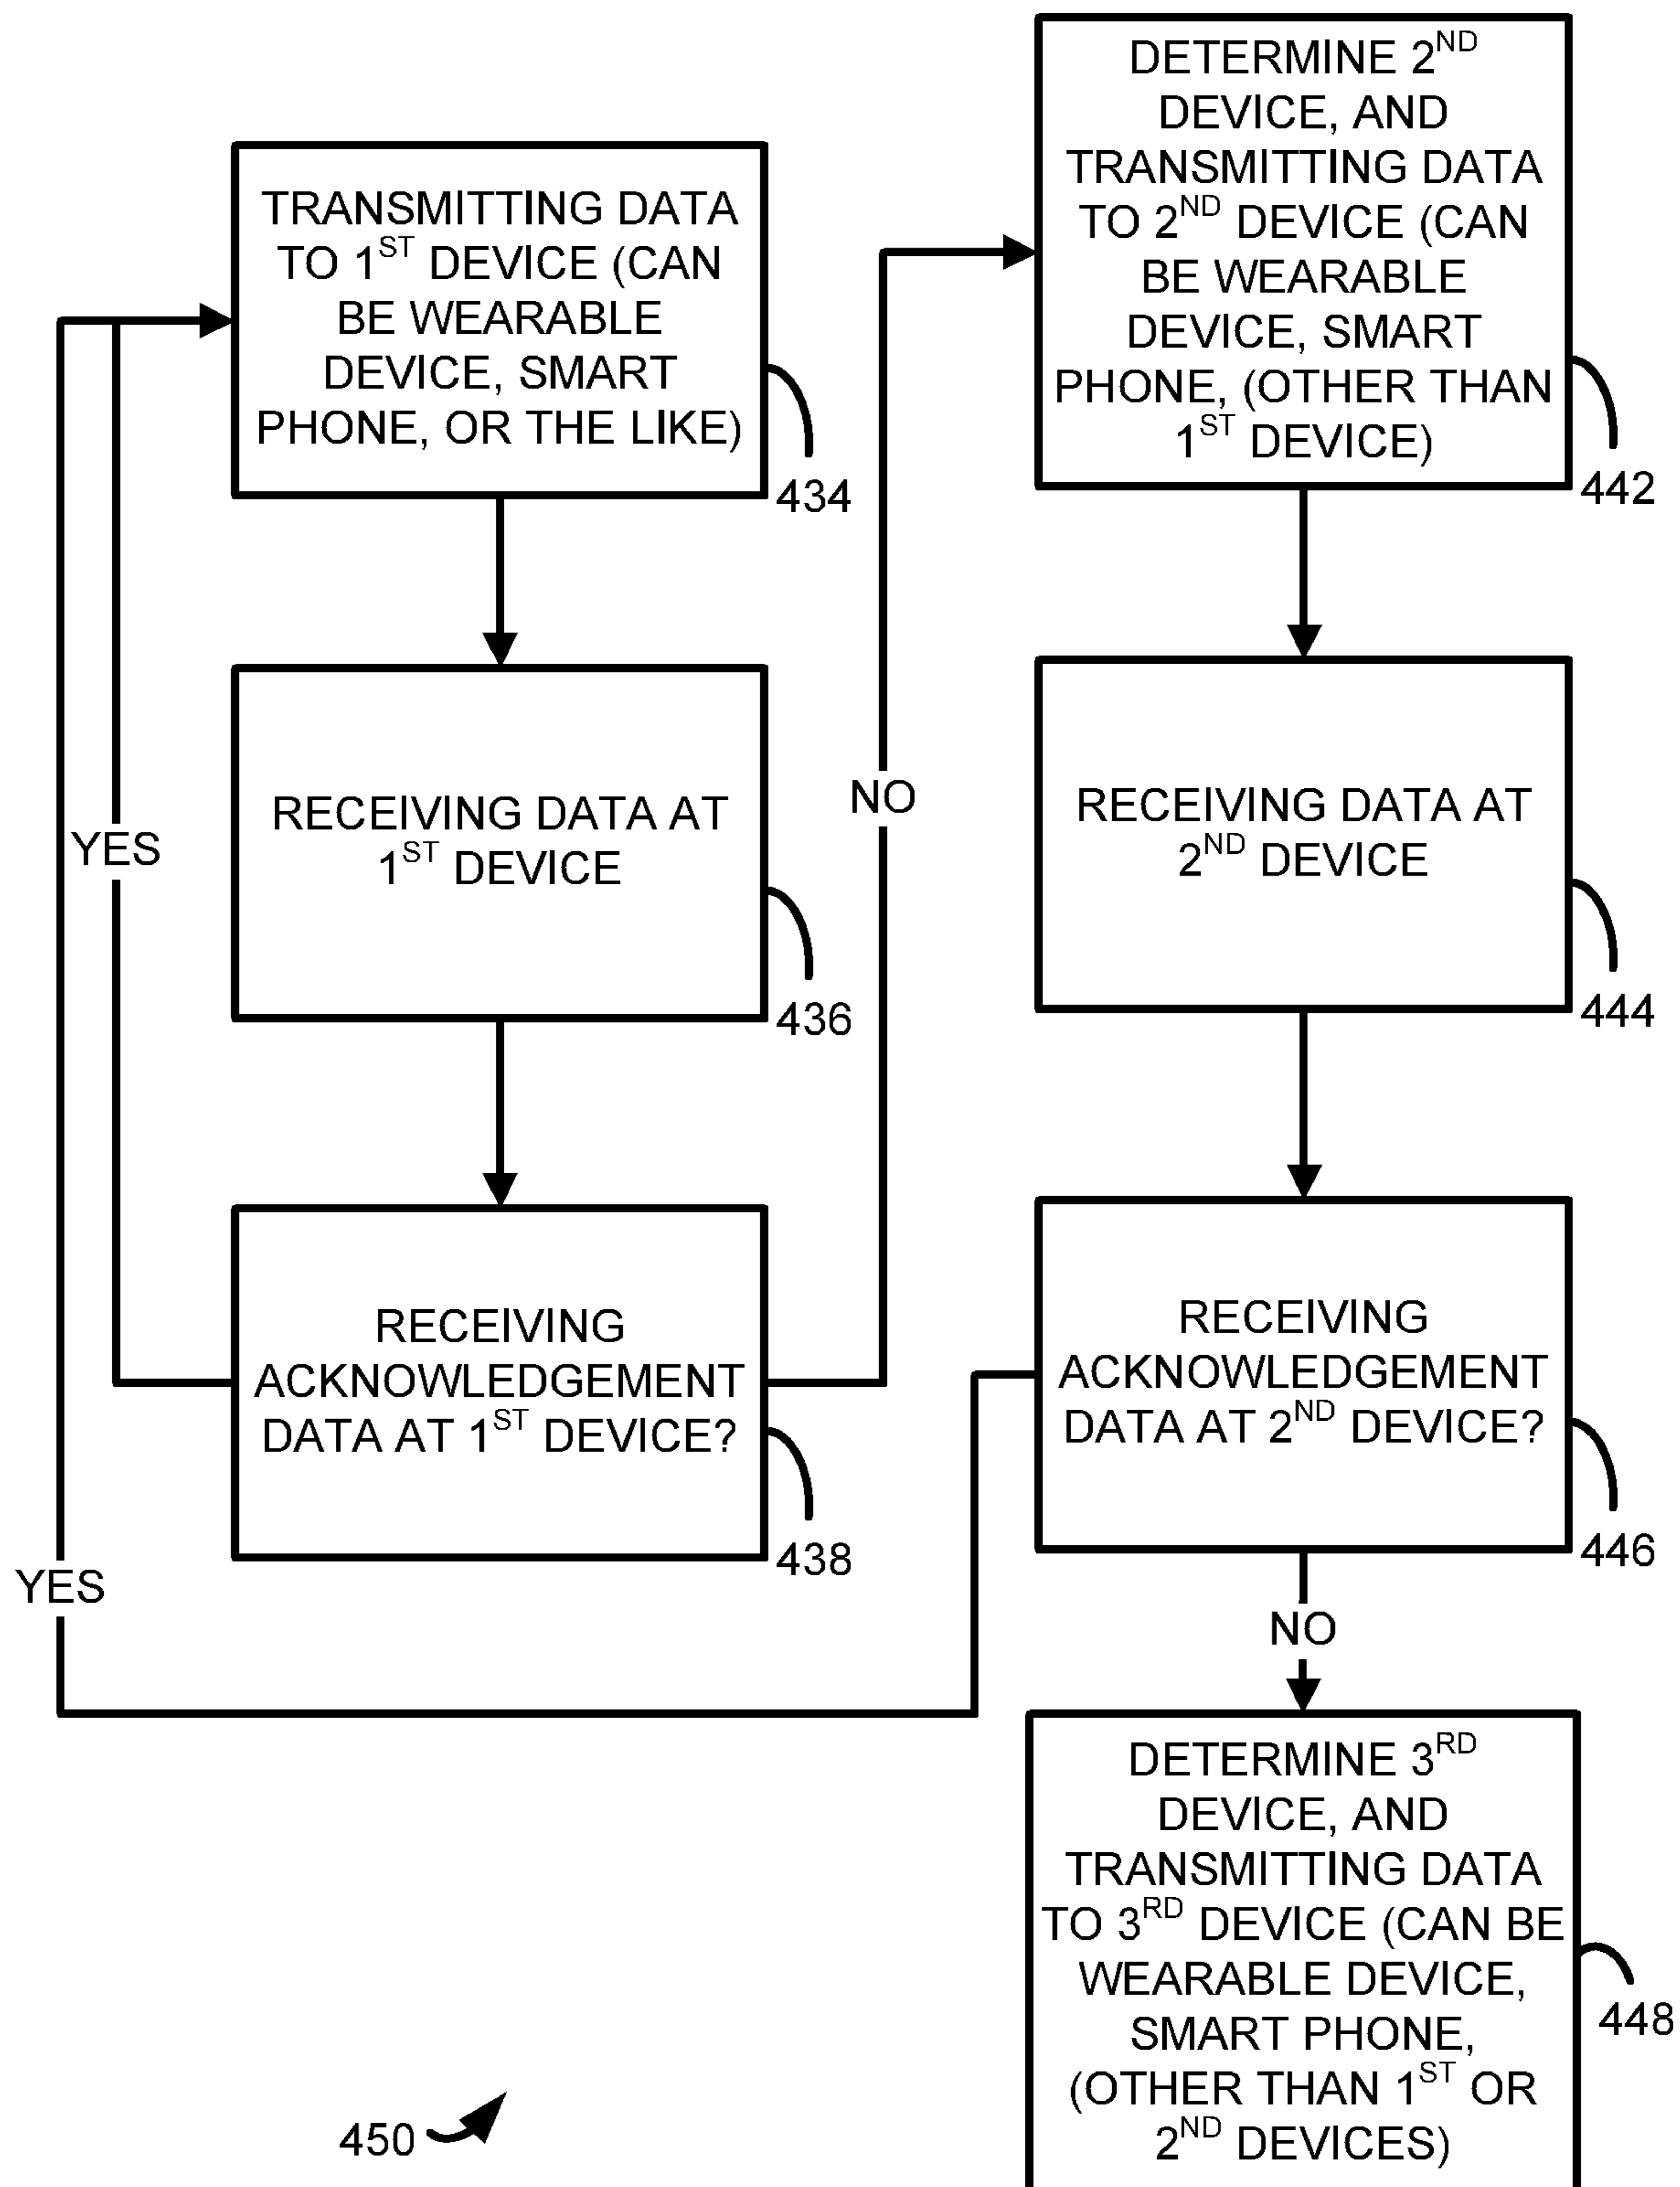 TRANSMITTING DATA
TO 1ST DEVICE (CAN
BE WEARABLE
DEVICE, SMART
PHONE, OR THE LIKE)
434
RECEIVING DATA AT
1ST DEVICE
436
RECEIVING
ACKNOWLEDGEMENT
DATA AT 1ST DEVICE?
438
YES
YES
NO
DETERMINE 2ND
DEVICE, AND
TRANSMITTING DATA
TO 2ND DEVICE (CAN
BE WEARABLE
DEVICE, SMART
PHONE, (OTHER THAN
1ST DEVICE)
442
RECEIVING DATA AT
2ND DEVICE
444
RECEIVING
ACKNOWLEDGEMENT
DATA AT 2ND DEVICE?
446
NO
DETERMINE 3RD
DEVICE, AND
TRANSMITTING DATA
TO 3RD DEVICE (CAN BE
WEARABLE DEVICE,
SMART PHONE,
(OTHER THAN 1ST OR
2ND DEVICES)
448
450